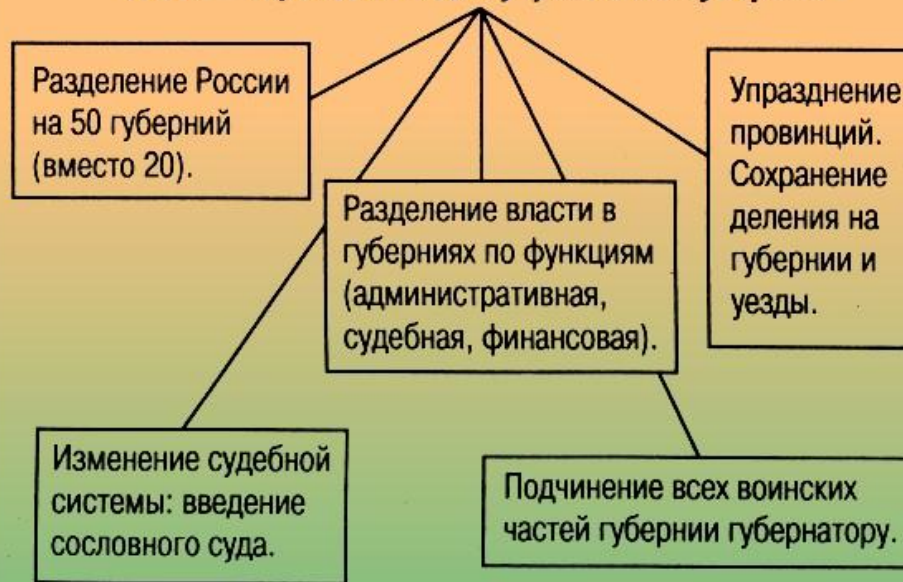 Разделение России
на 50 губерний
(вместо 20).
Упразднение
провинций.
Сохранение
деления на
губернии и
уезды.
Разделение власти в
губерниях по функциям
(административная,
судебная, финансовая).
Изменение судебной
системы: введение
сословного суда.
Подчинение всех воинских
частей губернии губернатору.